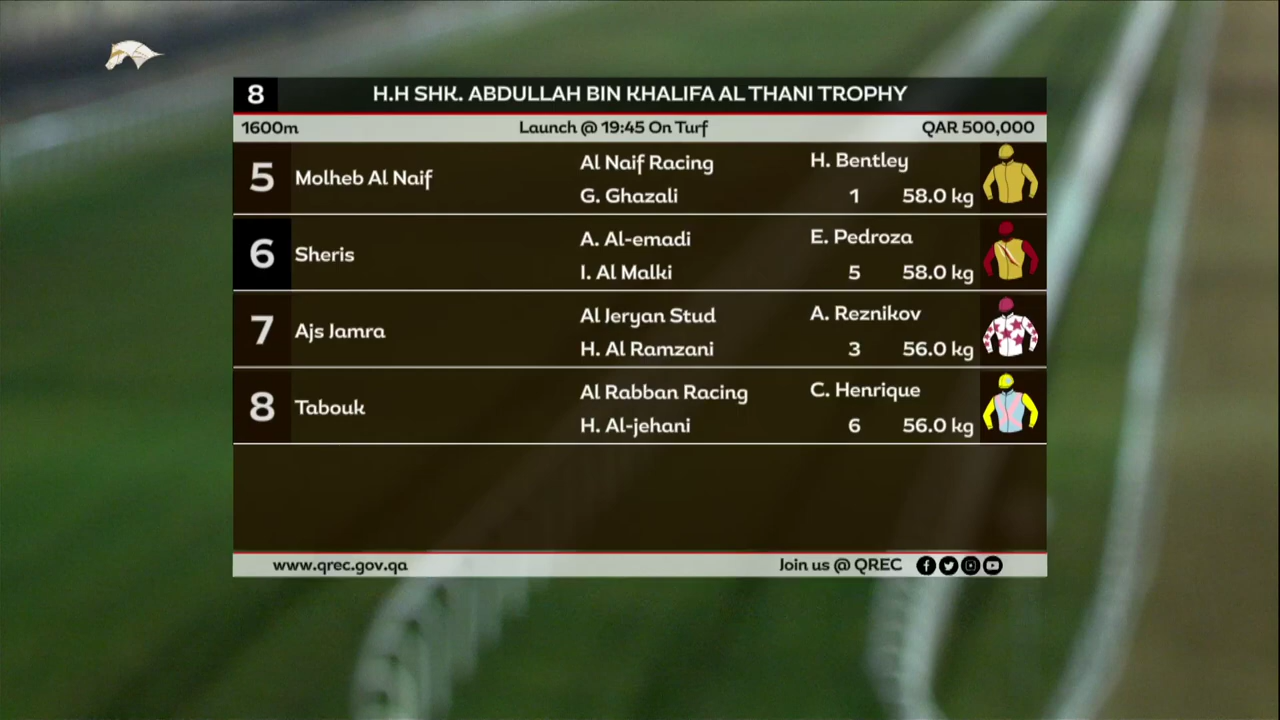 8 H.H SHK. ABDULLAH BIN KHALIFA AL THANI TROPHY
1600m Launch @ 19:45 On Turf QAR 500,000
5 Molheb Al Naif Al Naif Racing H. Bentley
G. Ghazali 1 58.0 kg
6 Sheris A. Al-emadi E. Pedroza
I. Al Malki 5 58.0 kg
7 Ajs Jamra Al Jeryan Stud A. Reznikov
H. Al Ramzani 3 56.0 kg
8 Tabouk Al Rabban Racing C. Henrique
H. Al-jehani 6 56.0 kg
www.qrec.gov.qa Join us @ QREC